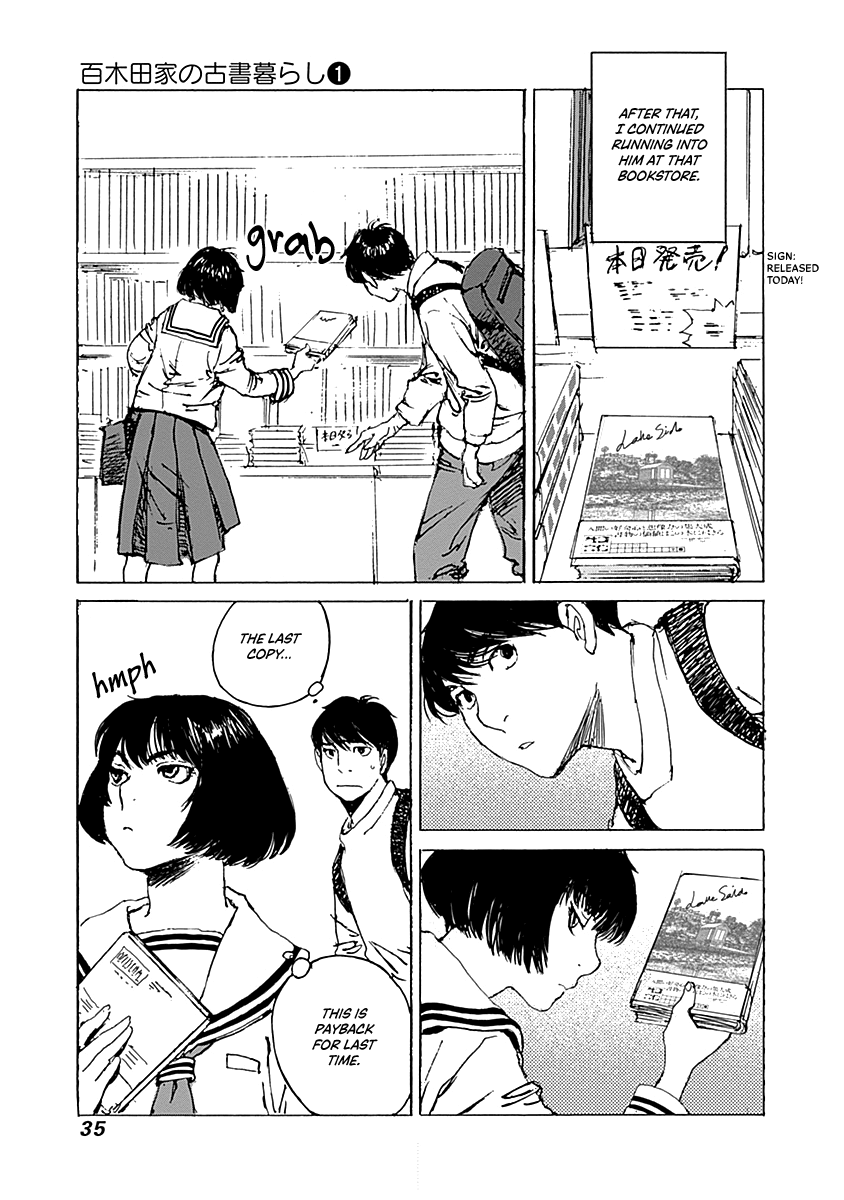 百木田家の古書暮らし❶
AFTER THAT,
I CONTINUED
RUNNING INTO
HIM AT THAT
BOOKSTORE.
本日発売!
SIGN:
RELEASED
TODAY!
Lake Side
grab
THE LAST
COPY...
hmph
Lake Side
THIS IS
PAYBACK
FOR LAST
TIME.
35